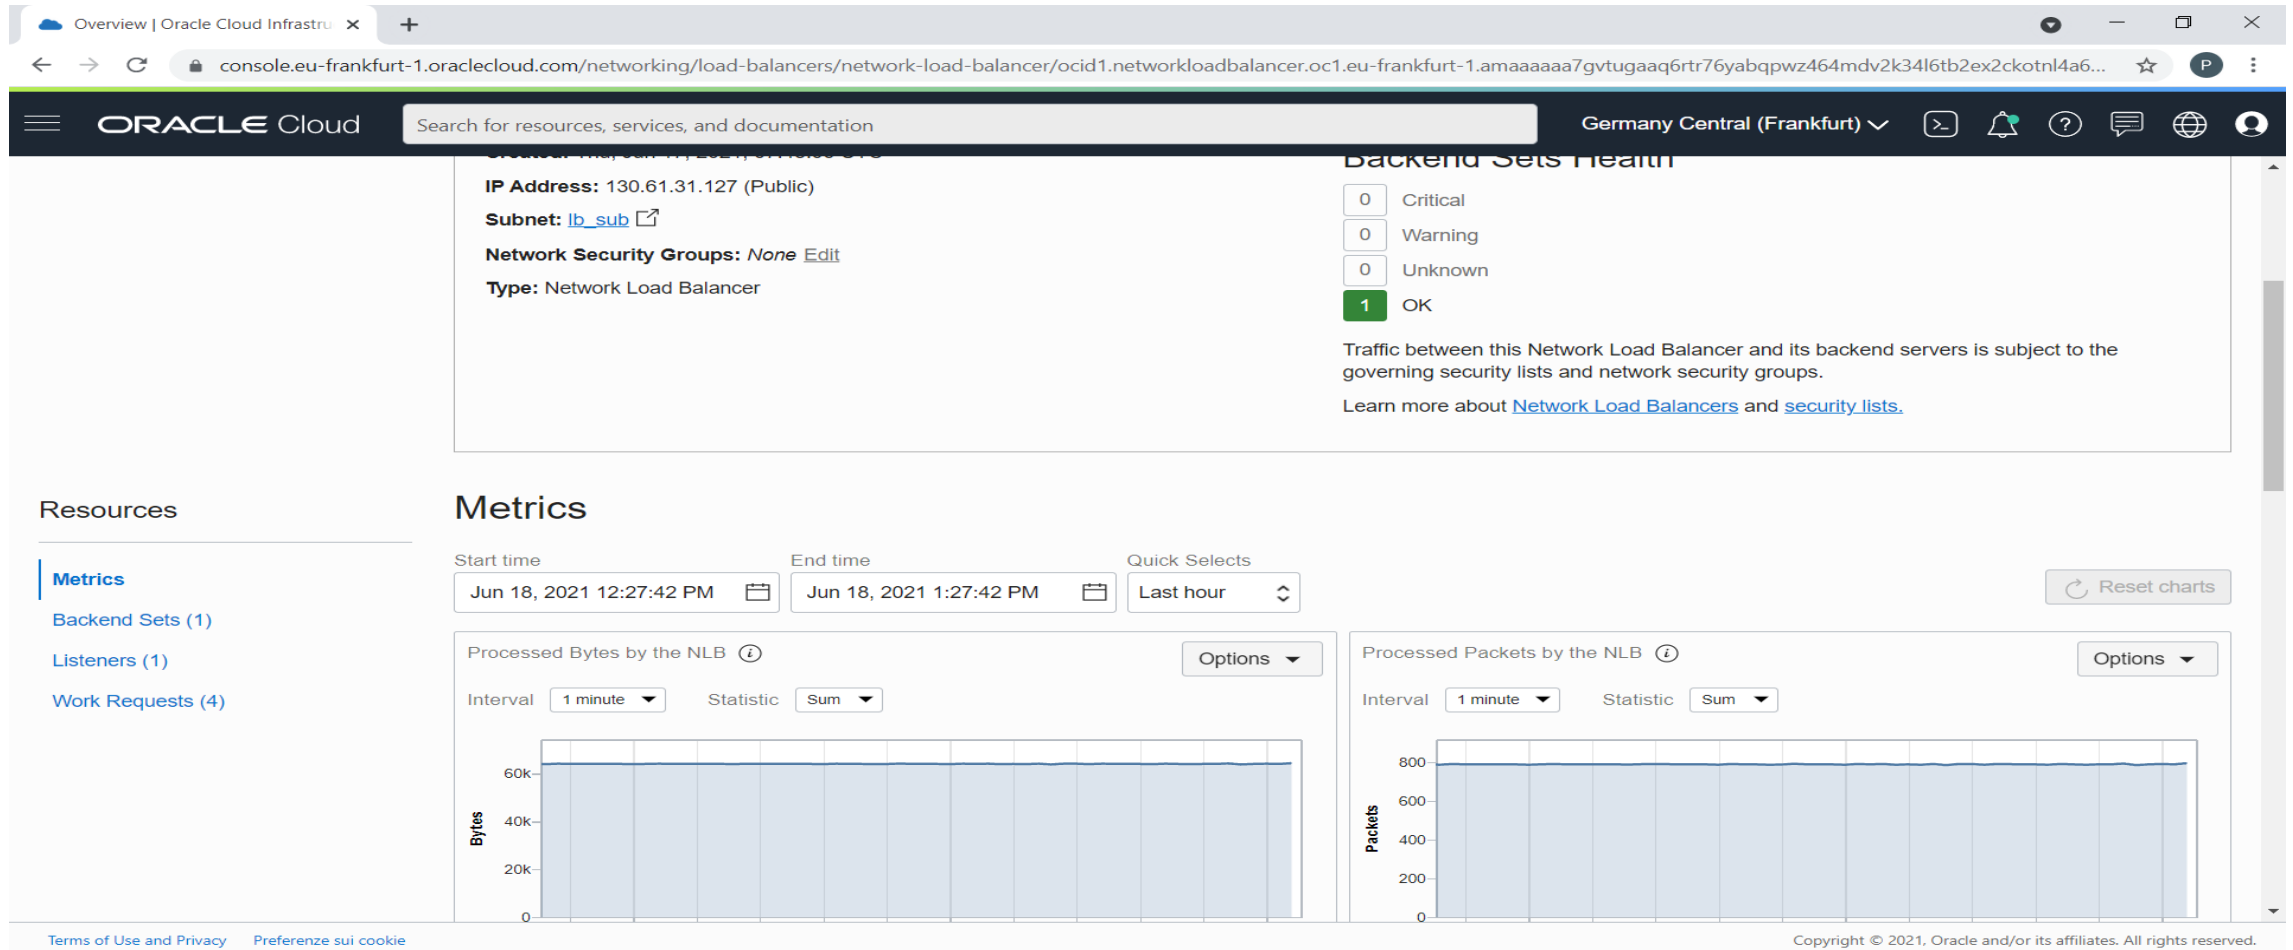 Overview | Oracle Cloud Infrastru
console.eu-frankfurt-1.oraclecloud.com/networking/load-balancers/network-load-balancer/ocid1.networkloadbalancer.oc1.eu-frankfurt-1.amaaaaaa7gvtugaaq6rtr76yabqpwz464mdv2k34l6tb2ex2ckotnl4a6...
P
ORACLE Cloud
Search for resources, services, and documentation
Germany Central (Frankfurt)
IP Address: 130.61.31.127 (Public)
Subnet: lb_sub
Network Security Groups: None Edit
Type: Network Load Balancer
Backend Sets Health
0 Critical
0 Warning
0 Unknown
1 OK
Traffic between this Network Load Balancer and its backend servers is subject to the
governing security lists and network security groups.
Learn more about Network Load Balancers and security lists.
Resources
Metrics
Backend Sets (1)
Listeners (1)
Work Requests (4)
Metrics
Start time
End time
Quick Selects
Jun 18, 2021 12:27:42 PM
Jun 18, 2021 1:27:42 PM
Last hour
Reset charts
Processed Bytes by the NLB
Options
Interval 1 minute Statistic Sum
Bytes
60k
40k
20k
0
Processed Packets by the NLB
Options
Interval 1 minute Statistic Sum
Packets
800
600
400
200
0
Terms of Use and Privacy Preferenze sui cookie
Copyright © 2021, Oracle and/or its affiliates. All rights reserved.